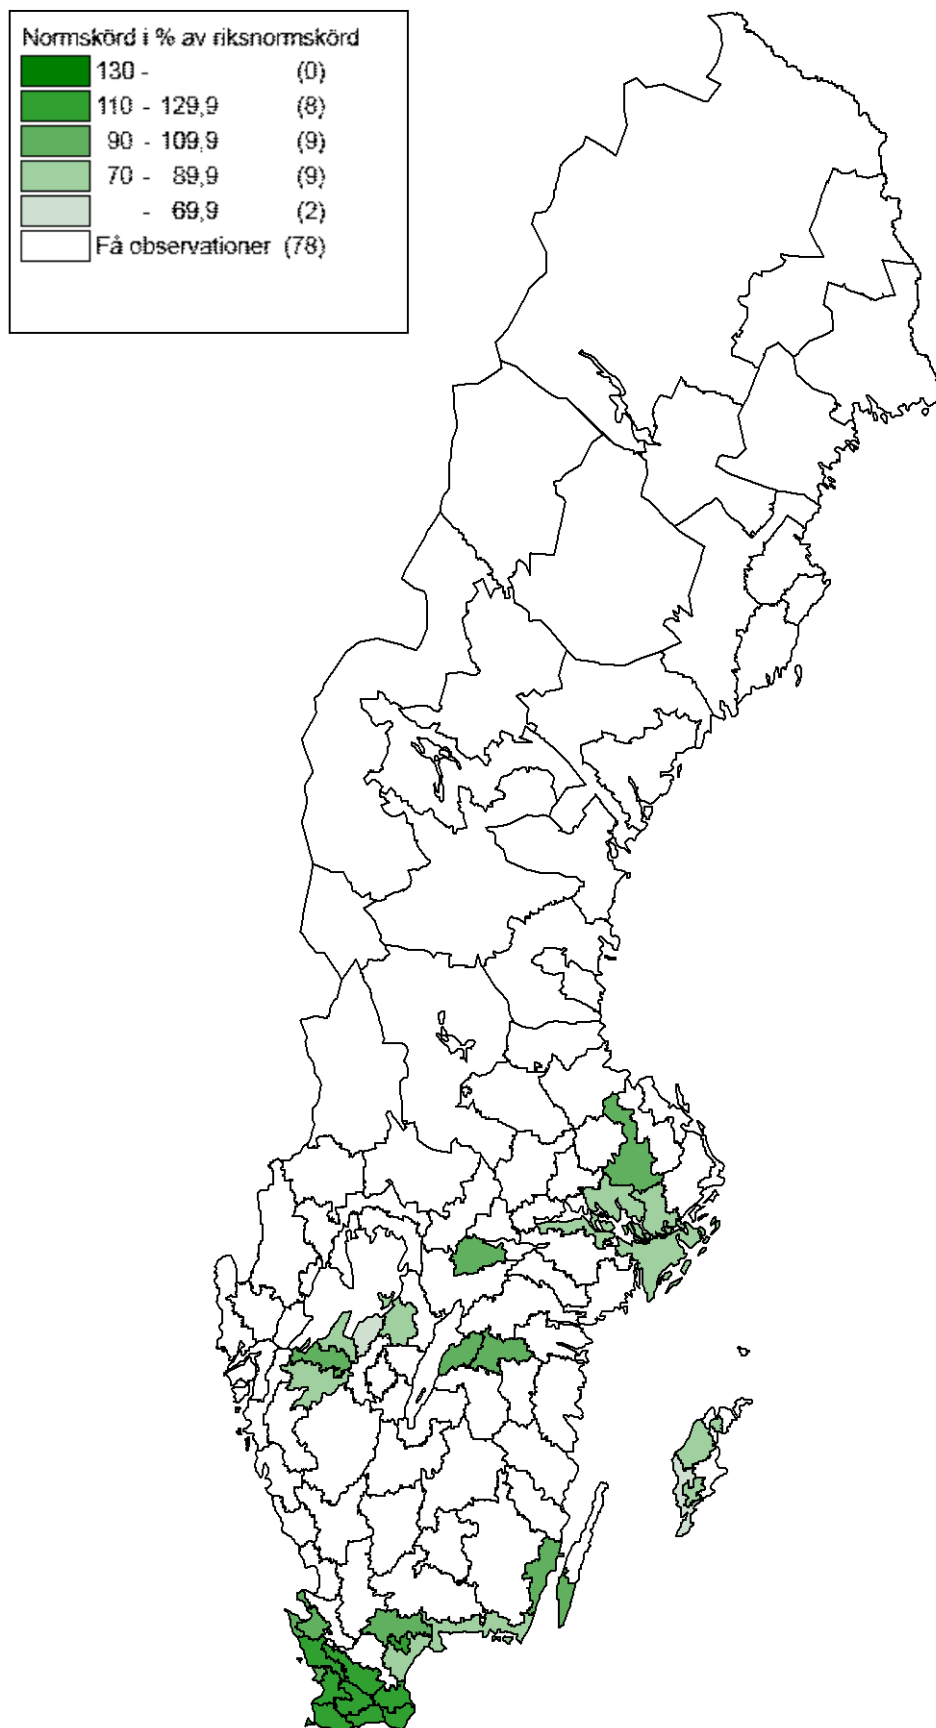 Normskörd i % av riksnormskörd
130 - (0)
110 - 129,9 (8)
90 - 109,9 (9)
70 - 89,9 (9)
- 69,9 (2)
Få observationer (78)